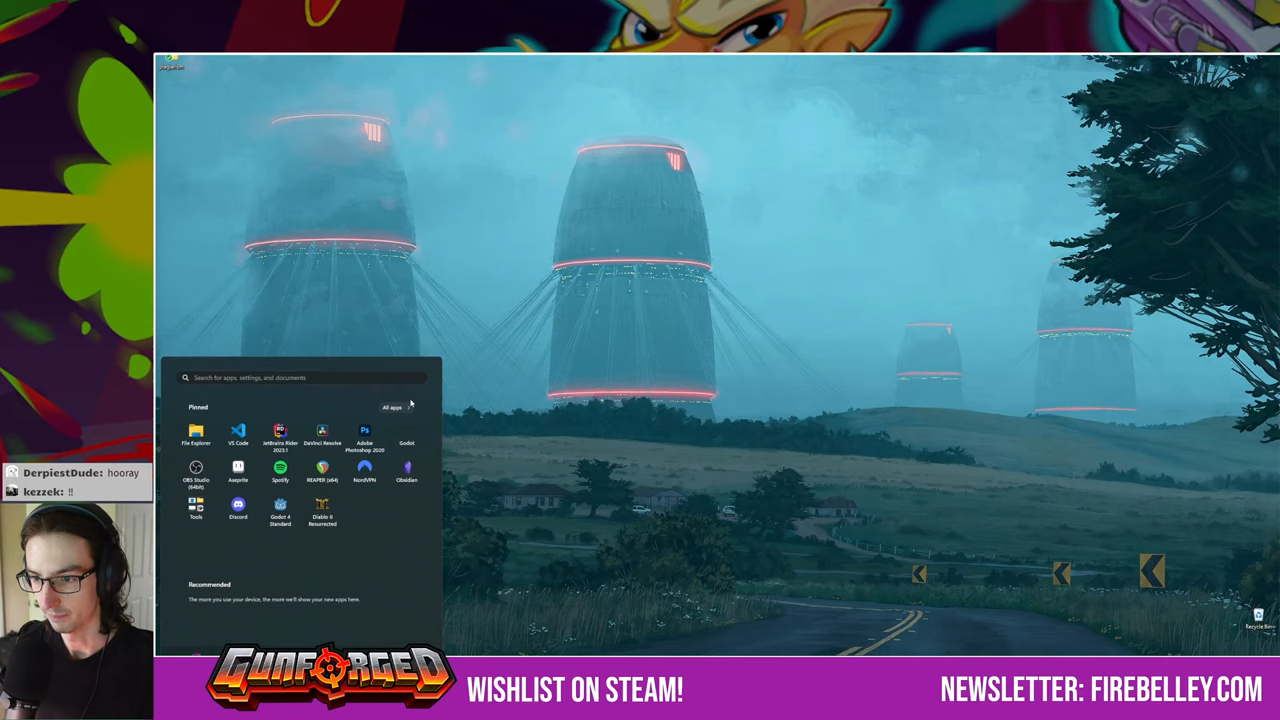 Search for apps, settings, and documents
Pinned
All apps
File Explorer
VS Code
JetBrains Rider
2023.1
DaVinci Resolve
Adobe
Photoshop 2020
Godot
OBS Studio
(64bit)
Aseprite
Spotify
REAPER (x64)
NordVPN
Obsidian
Tools
Discord
Godot 4
Standard
Diablo II
Resurrected
Recommended
The more you use your device, the more we'll show your new apps here.
Recycle Bin
DerpiestDude: hooray
kezzek: !!
GUNFORGED
WISHLIST ON STEAM!
NEWSLETTER: FIREBELLEY.COM